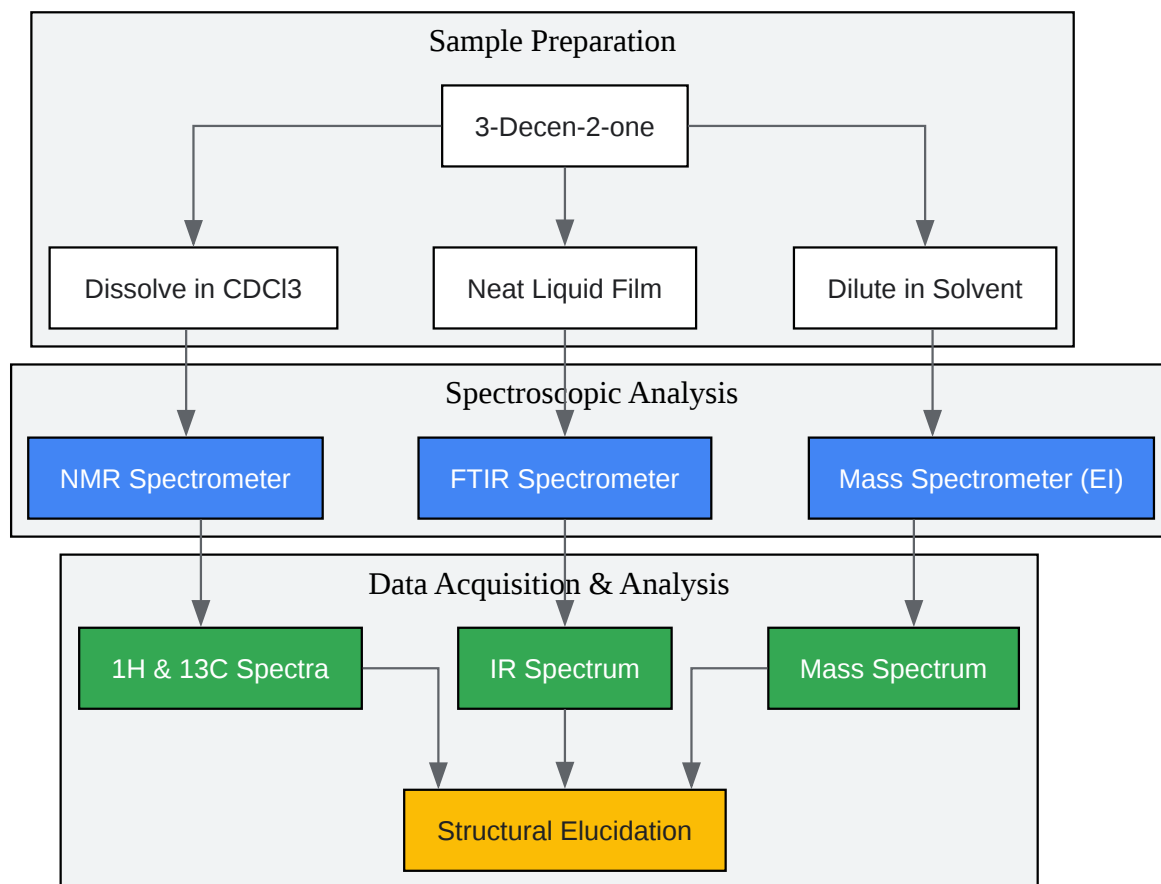 Sample Preparation
3-Decen-2-one
Dissolve in CDCl3
Neat Liquid Film
Dilute in Solvent
Spectroscopic Analysis
NMR Spectrometer
FTIR Spectrometer
Mass Spectrometer (EI)
Data Acquisition & Analysis
1H & 13C Spectra
IR Spectrum
Mass Spectrum
Structural Elucidation